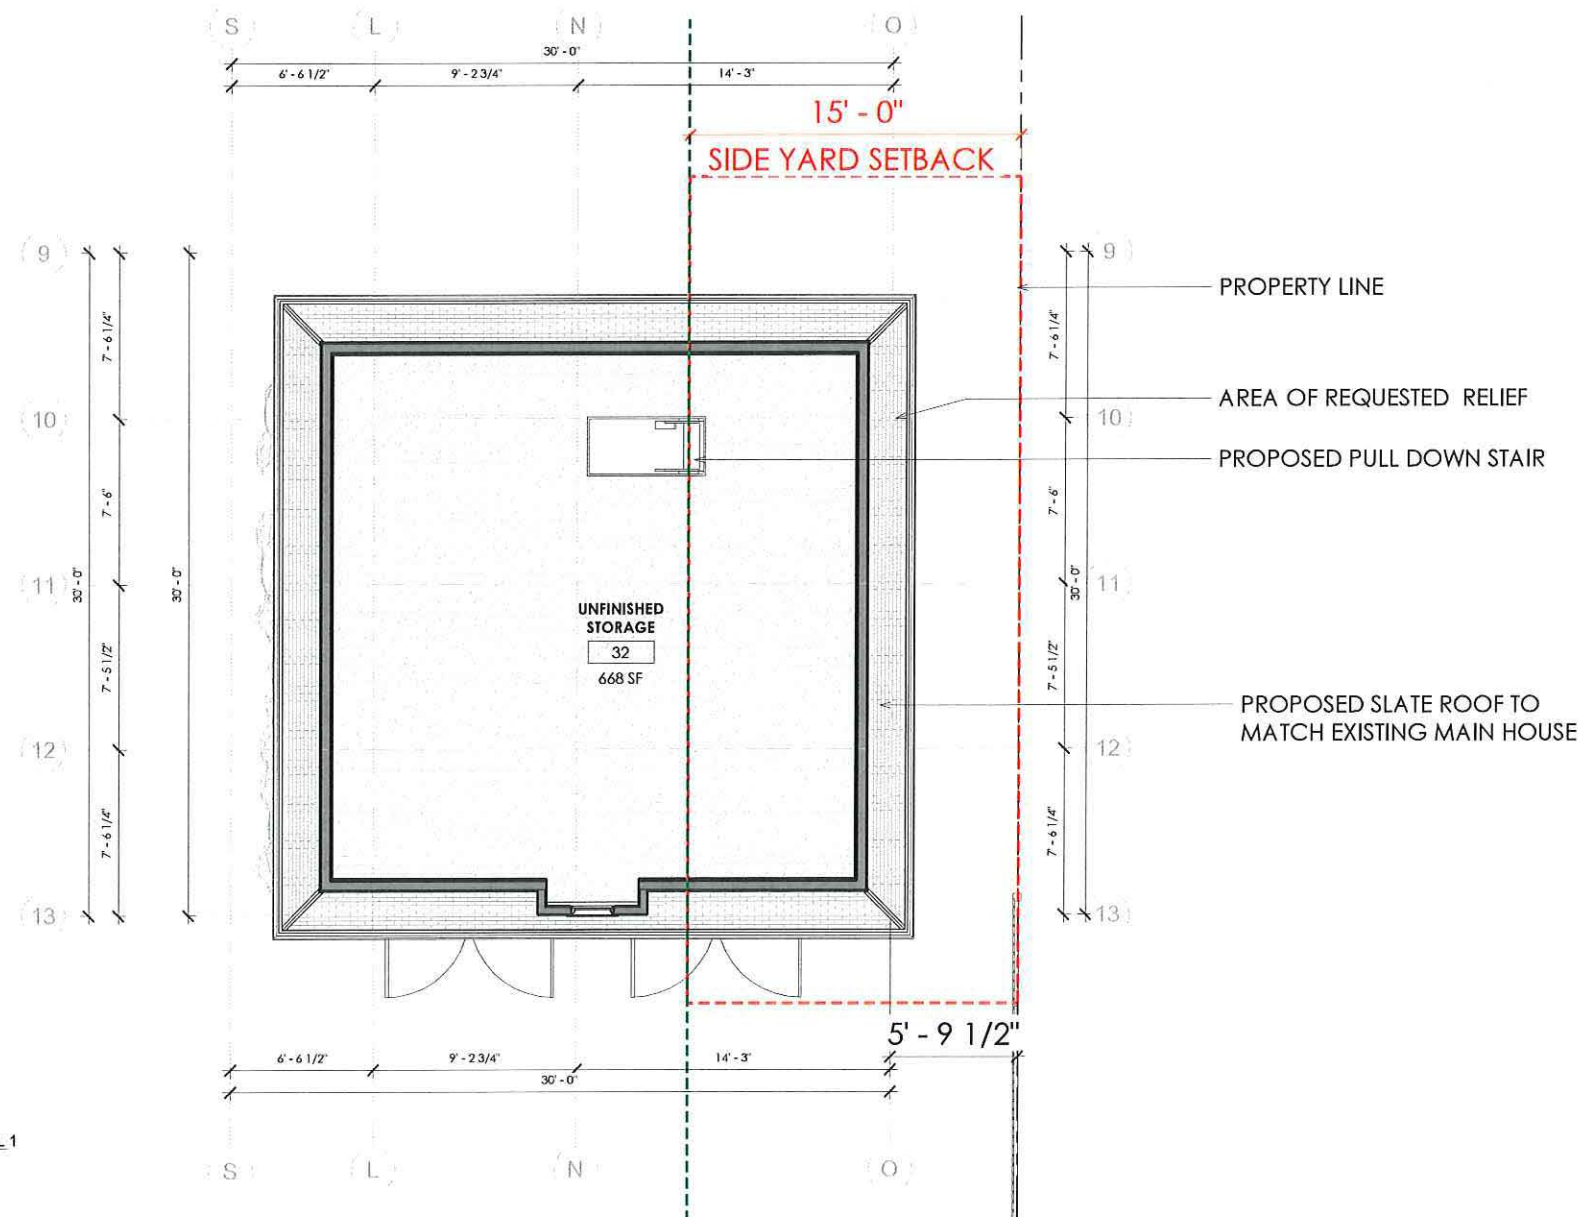 S L N O
30' - 0"
6' - 6 1/2" 9' - 2 3/4" 14' - 3"
15' - 0"
SIDE YARD SETBACK
9 9
PROPERTY LINE
7' - 6 1/4" 7' - 6 1/4"
AREA OF REQUESTED RELIEF
10 10
PROPOSED PULL DOWN STAIR
7' - 6" 7' - 6"
11 30' - 0" 30' - 0" 30' - 0" 11
UNFINISHED
STORAGE
32
668 SF
7' - 5 1/2" 7' - 5 1/2"
PROPOSED SLATE ROOF TO
MATCH EXISTING MAIN HOUSE
12 12
7' - 6 1/4" 7' - 6 1/4"
13 13
5' - 9 1/2"
6' - 6 1/2" 9' - 2 3/4" 14' - 3"
30' - 0"
1
S L N O